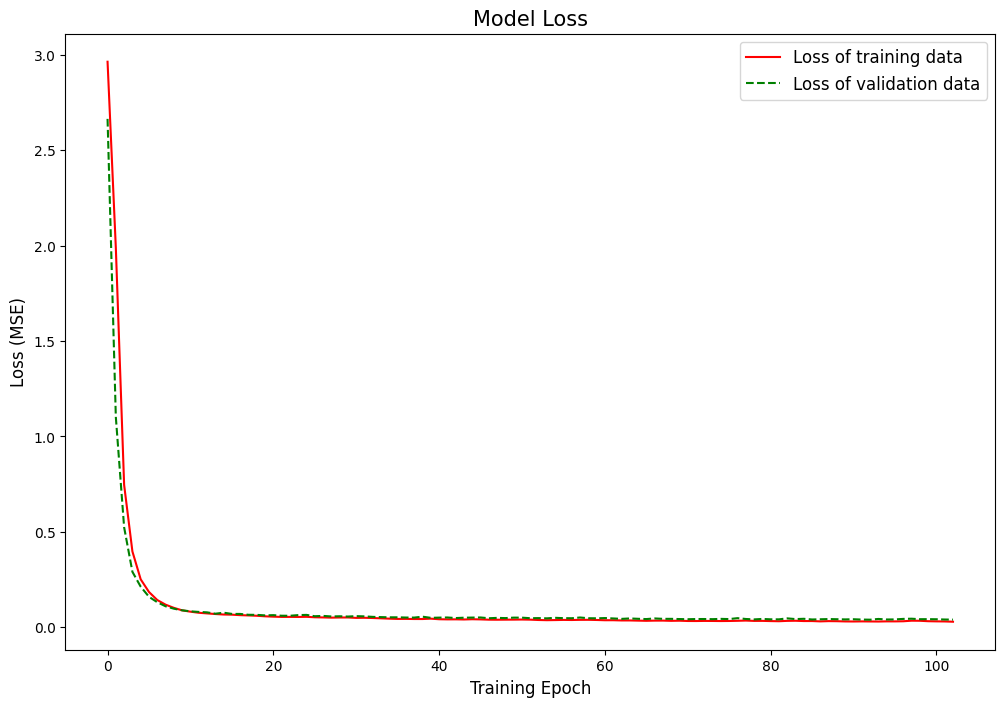 Model Loss
Loss of training data
Loss of validation data
3.0
2.5
2.0
1.5
1.0
0.5
0.0
Loss (MSE)
0 20 40 60 80 100
Training Epoch